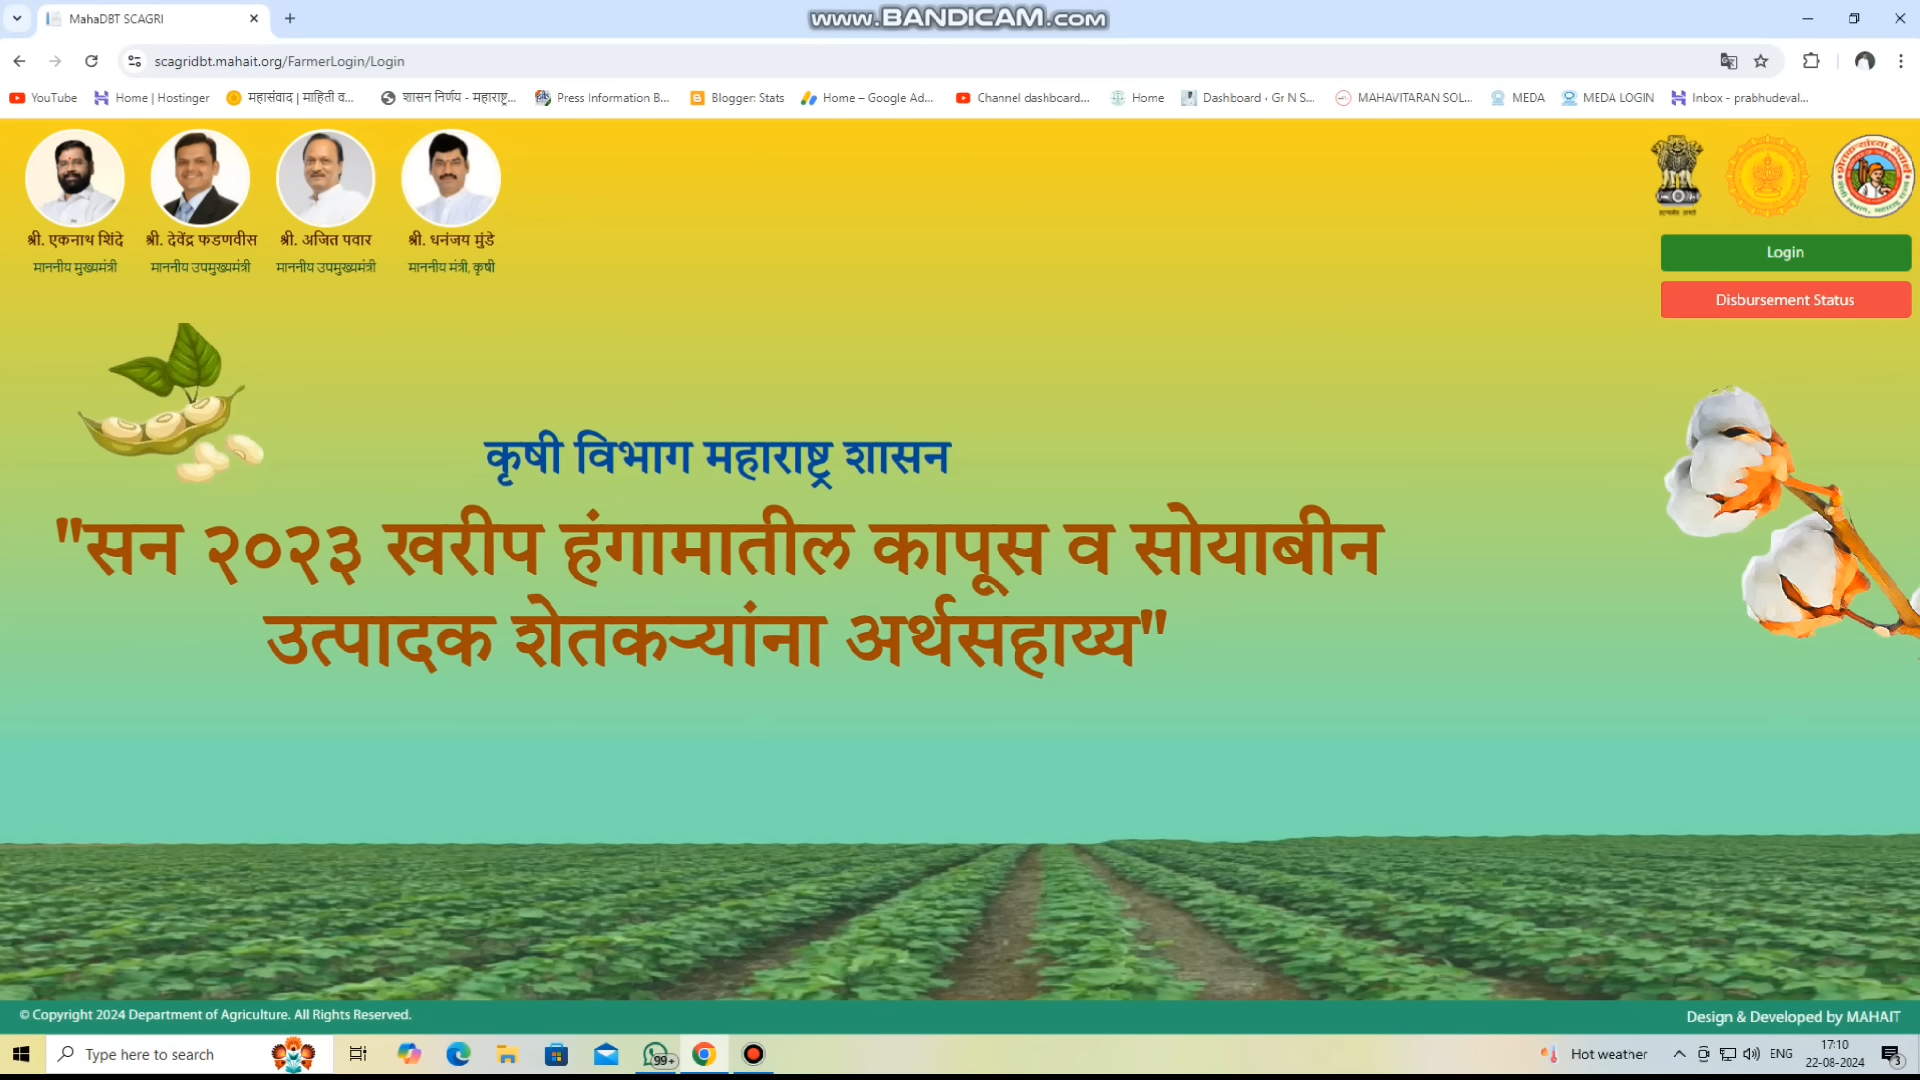 MahaDBT SCAGRI
www.BANDICAM.com
scagridbt.mahait.org/FarmerLogin/Login
YouTube
Home | Hostinger
महासंवाद | माहिती व...
शासन निर्णय - महाराष्ट्र...
Press Information B...
Blogger: Stats
Home – Google Ad...
Channel dashboard...
Home
Dashboard ‹ Gr N S...
MAHAVITARAN SOL...
MEDA
MEDA LOGIN
Inbox - prabhudeval...
श्री. एकनाथ शिंदे
माननीय मुख्यमंत्री
श्री. देवेंद्र फडणवीस
माननीय उपमुख्यमंत्री
श्री. अजित पवार
माननीय उपमुख्यमंत्री
श्री. धनंजय मुंडे
माननीय मंत्री, कृषी
Login
Disbursement Status
कृषी विभाग महाराष्ट्र शासन
"सन २०२३ खरीप हंगामातील कापूस व सोयाबीन
उत्पादक शेतकऱ्यांना अर्थसहाय्य"
© Copyright 2024 Department of Agriculture. All Rights Reserved.
Design & Developed by MAHAIT
Type here to search
99+
Hot weather
ENG
17:10
22-08-2024
3